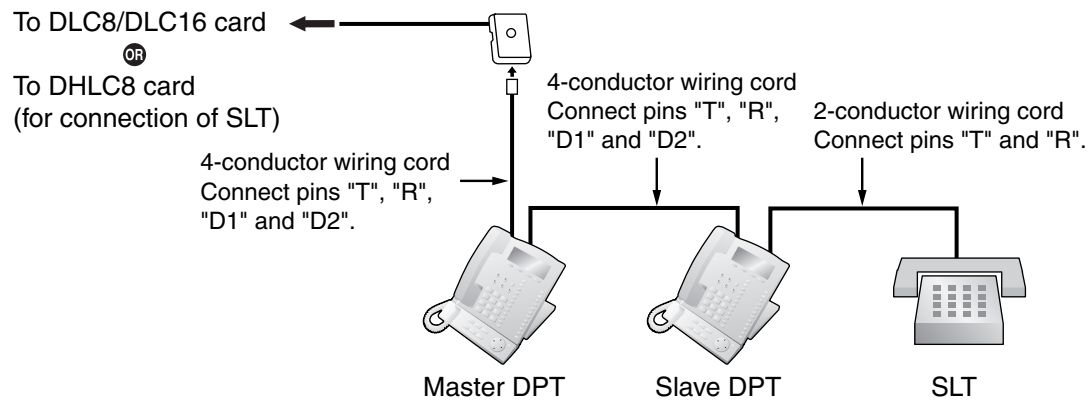 To DLC8/DLC16 card
OR
To DHLC8 card
(for connection of SLT)
4-conductor wiring cord
Connect pins "T", "R",
"D1" and "D2".
4-conductor wiring cord
Connect pins "T", "R",
"D1" and "D2".
2-conductor wiring cord
Connect pins "T" and "R".
Master DPT
Slave DPT
SLT